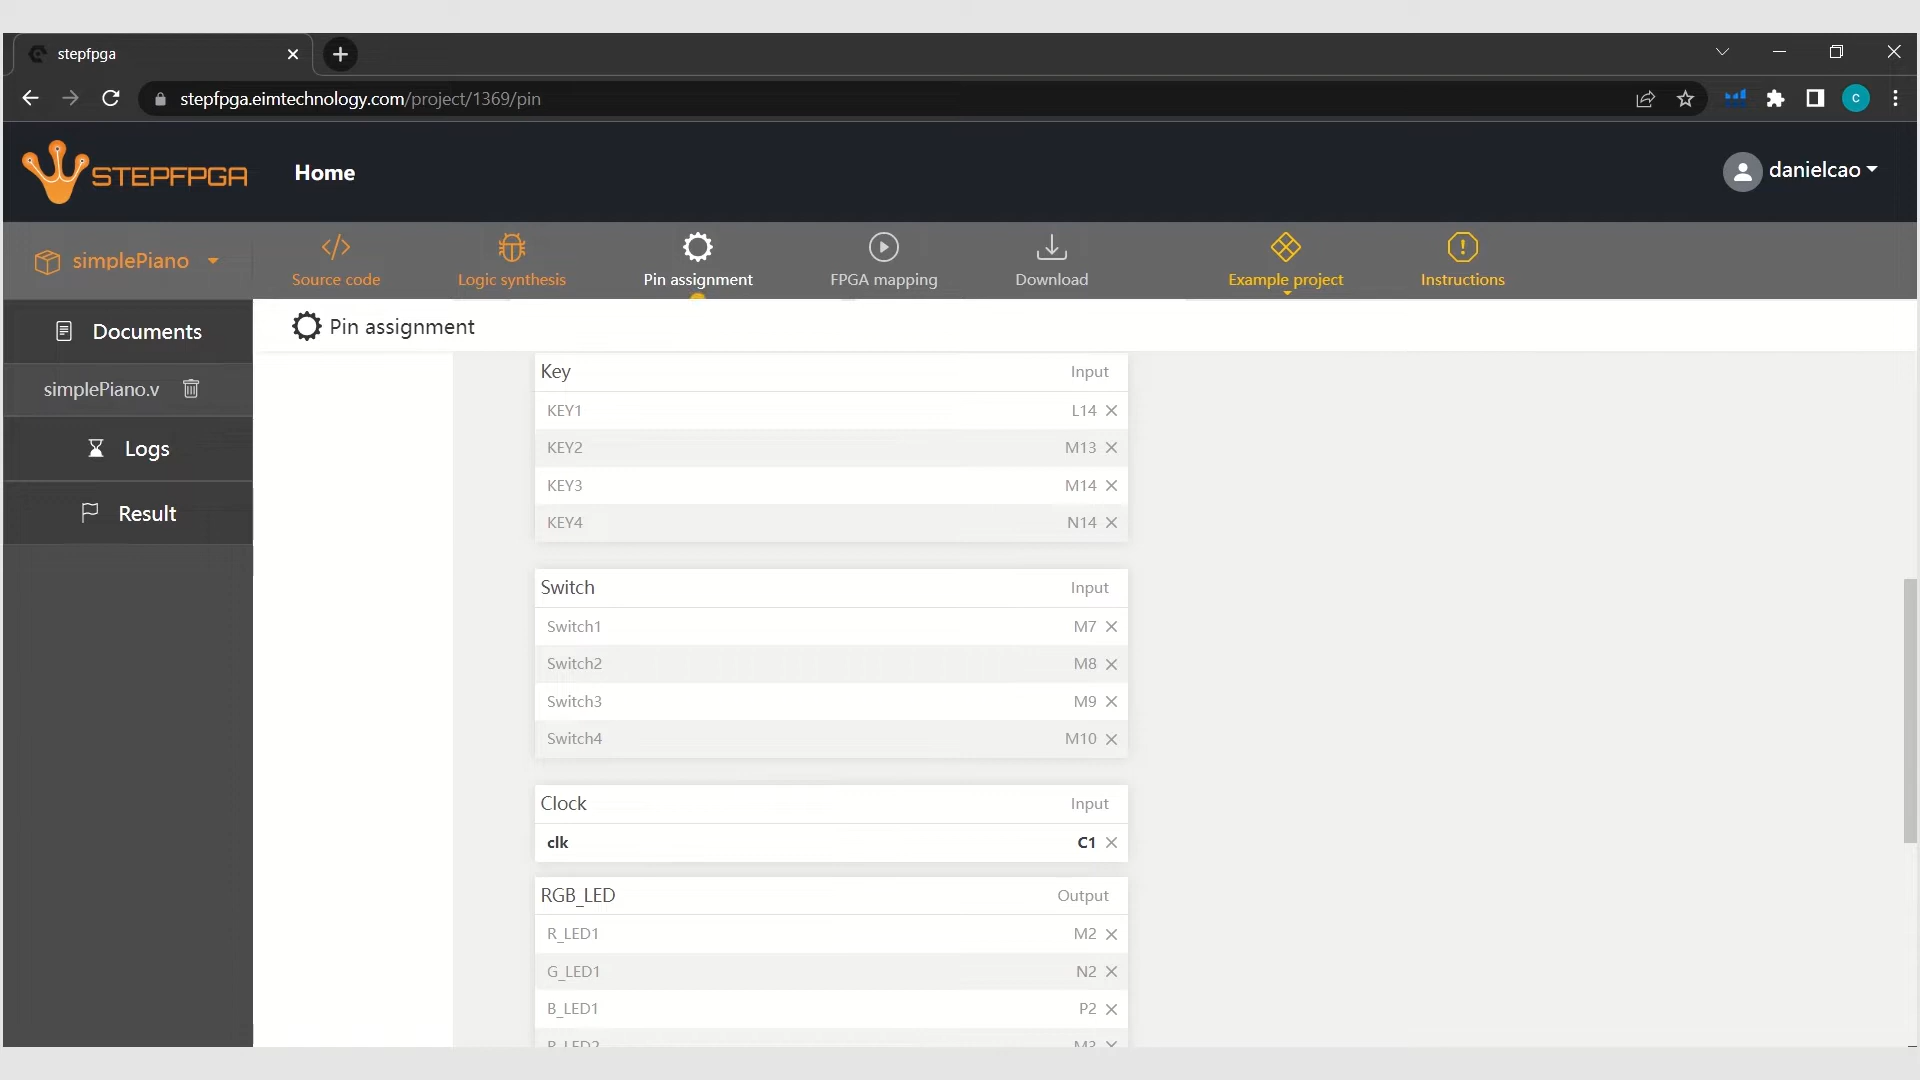 stepfpga
stepfpga.eimtechnology.com/project/1369/pin
c
STEPFPGA
Home
danielcao
simplePiano
Source code
Logic synthesis
Pin assignment
FPGA mapping
Download
Example project
Instructions
Documents
simplePiano.v
Logs
Result
Pin assignment
Key Input
KEY1 L14
KEY2 M13
KEY3 M14
KEY4 N14
Switch Input
Switch1 M7
Switch2 M8
Switch3 M9
Switch4 M10
Clock Input
clk C1
RGB_LED Output
R_LED1 M2
G_LED1 N2
B_LED1 P2
R_LED2 M3